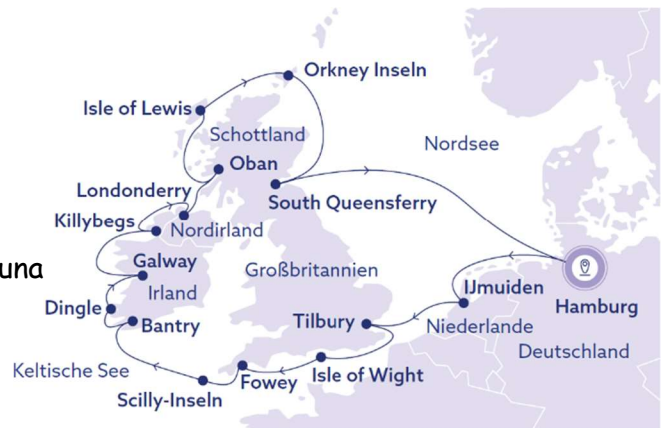 Orkney Inseln
Isle of Lewis
Schottland
Nordsee
Oban
Londonderry
South Queensferry
Killybegs
Nordirland
una
Galway
Großbritannien
IJmuiden
Irland
Hamburg
Dingle
Tilbury
Bantry
Niederlande
Deutschland
Keltische See
Isle of Wight
Fowey
Scilly-Inseln